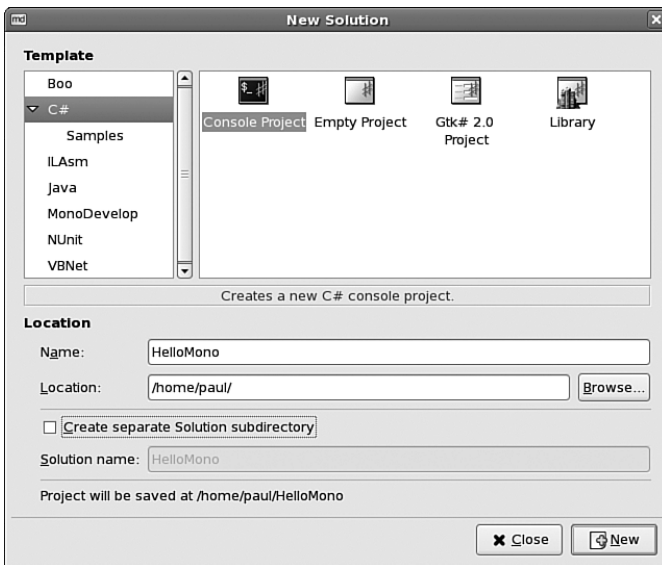 md
New Solution
Template
Boo
C#
Samples
ILAsm
Java
MonoDevelop
NUnit
VBNet
Console Project
Empty Project
Gtk# 2.0
Project
Library
Creates a new C# console project.
Location
Name:
HelloMono
Location:
/home/paul/
Browse...
Create separate Solution subdirectory
Solution name:
HelloMono
Project will be saved at /home/paul/HelloMono
Close
New